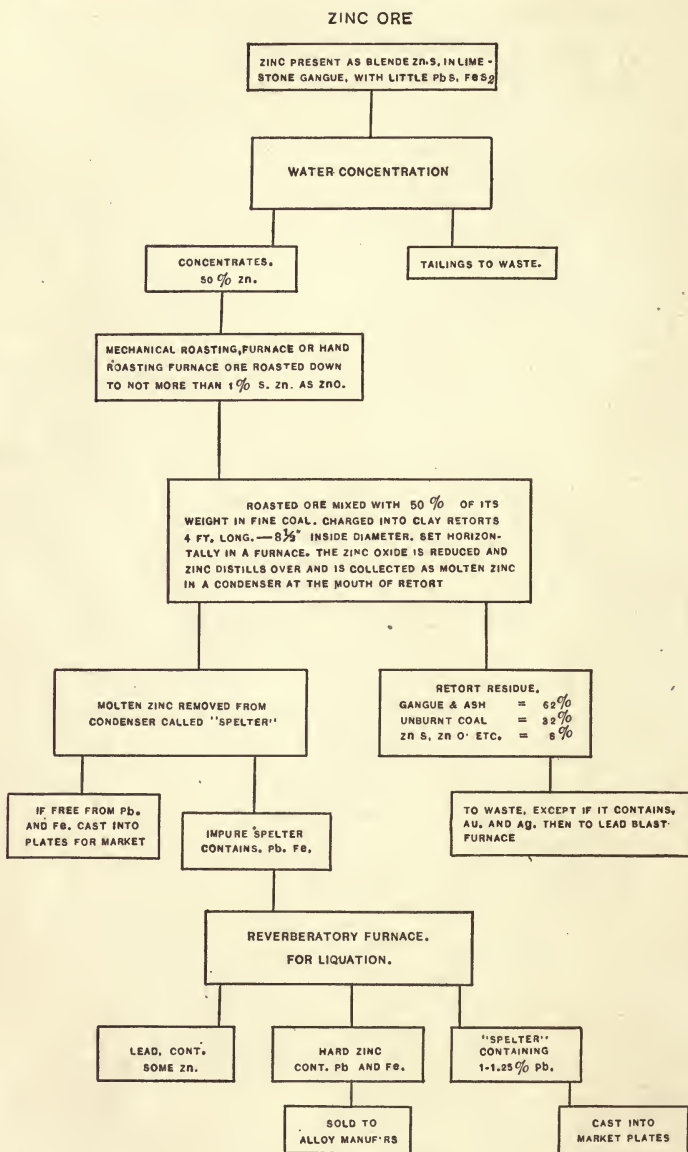 ZINC ORE
ZINC PRESENT AS BLENDE Zn.S, IN LIME-
STONE GANGUE, WITH LITTLE PbS, FeS2
WATER CONCENTRATION
CONCENTRATES.
50 % Zn.
TAILINGS TO WASTE.
MECHANICAL ROASTING, FURNACE OR HAND
ROASTING FURNACE ORE ROASTED DOWN
TO NOT MORE THAN 1% S. Zn. AS ZnO.
ROASTED ORE MIXED WITH 50 % OF ITS
WEIGHT IN FINE COAL. CHARGED INTO CLAY RETORTS
4 FT. LONG.—8½" INSIDE DIAMETER. SET HORIZON-
TALLY IN A FURNACE. THE ZINC OXIDE IS REDUCED AND
ZINC DISTILLS OVER AND IS COLLECTED AS MOLTEN ZINC
IN A CONDENSER AT THE MOUTH OF RETORT
MOLTEN ZINC REMOVED FROM
CONDENSER CALLED "SPELTER"
RETORT RESIDUE.
GANGUE & ASH = 62%
UNBURNT COAL = 32%
Zn S, Zn O ETC. = 6%
IF FREE FROM Pb.
AND Fe. CAST INTO
PLATES FOR MARKET
IMPURE SPELTER
CONTAINS. Pb. Fe.
TO WASTE, EXCEPT IF IT CONTAINS,
AU. AND Ag. THEN TO LEAD BLAST
FURNACE
REVERBERATORY FURNACE.
FOR LIQUATION.
LEAD, CONT.
SOME Zn.
HARD ZINC
CONT. Pb AND Fe.
"SPELTER"
CONTAINING
1-1.25% Pb.
SOLD TO
ALLOY MANUF'RS
CAST INTO
MARKET PLATES